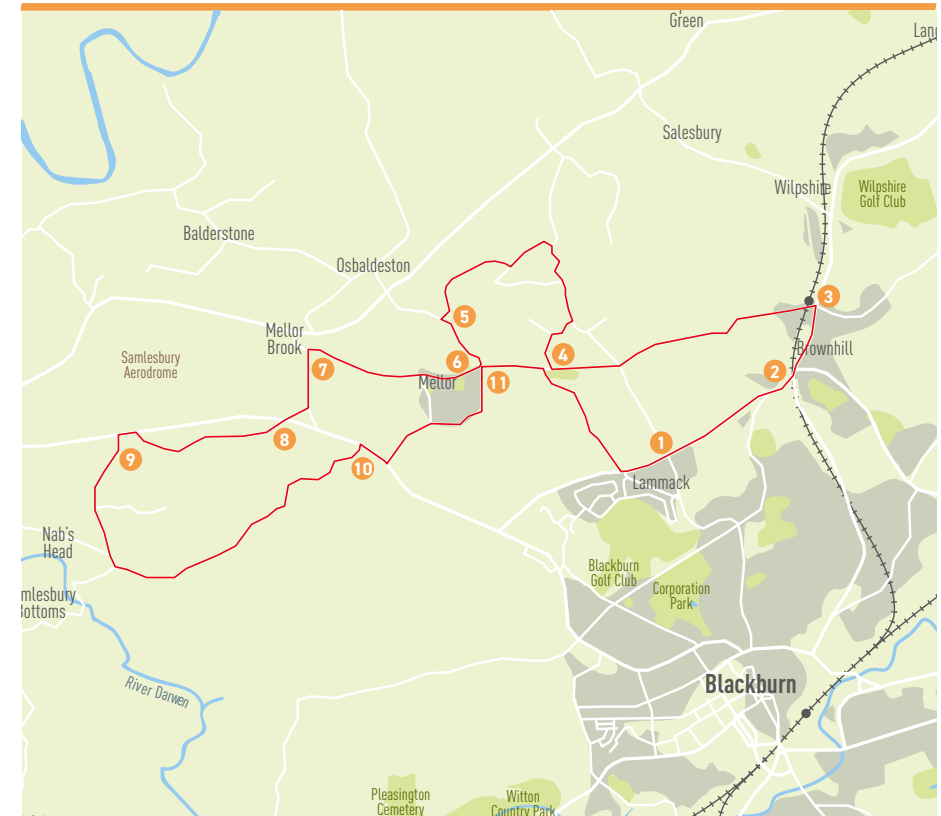 Green
Lang
Salesbury
Wilpshire
Wilpshire
Golf Club
Balderstone
Osbaldeston
3
5
Mellor
Brook
Samlesbury
Aerodrome
7
6
4
Brownhill
2
Mellor
11
8
9
10
1
Lammack
Nab's
Head
mlesbury
Bottoms
Blackburn
Golf Club
Corporation
Park
River Darwen
Blackburn
Pleasington
Cemetery
Witton
Country Park